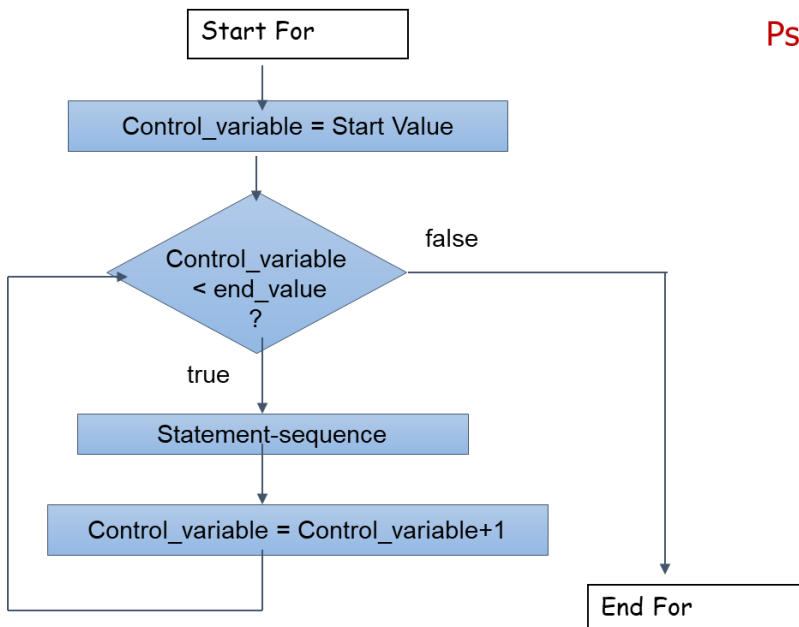 Start For
Ps
Control_variable = Start Value
false
Control_variable
< end_value
?
true
Statement-sequence
Control_variable = Control_variable+1
End For